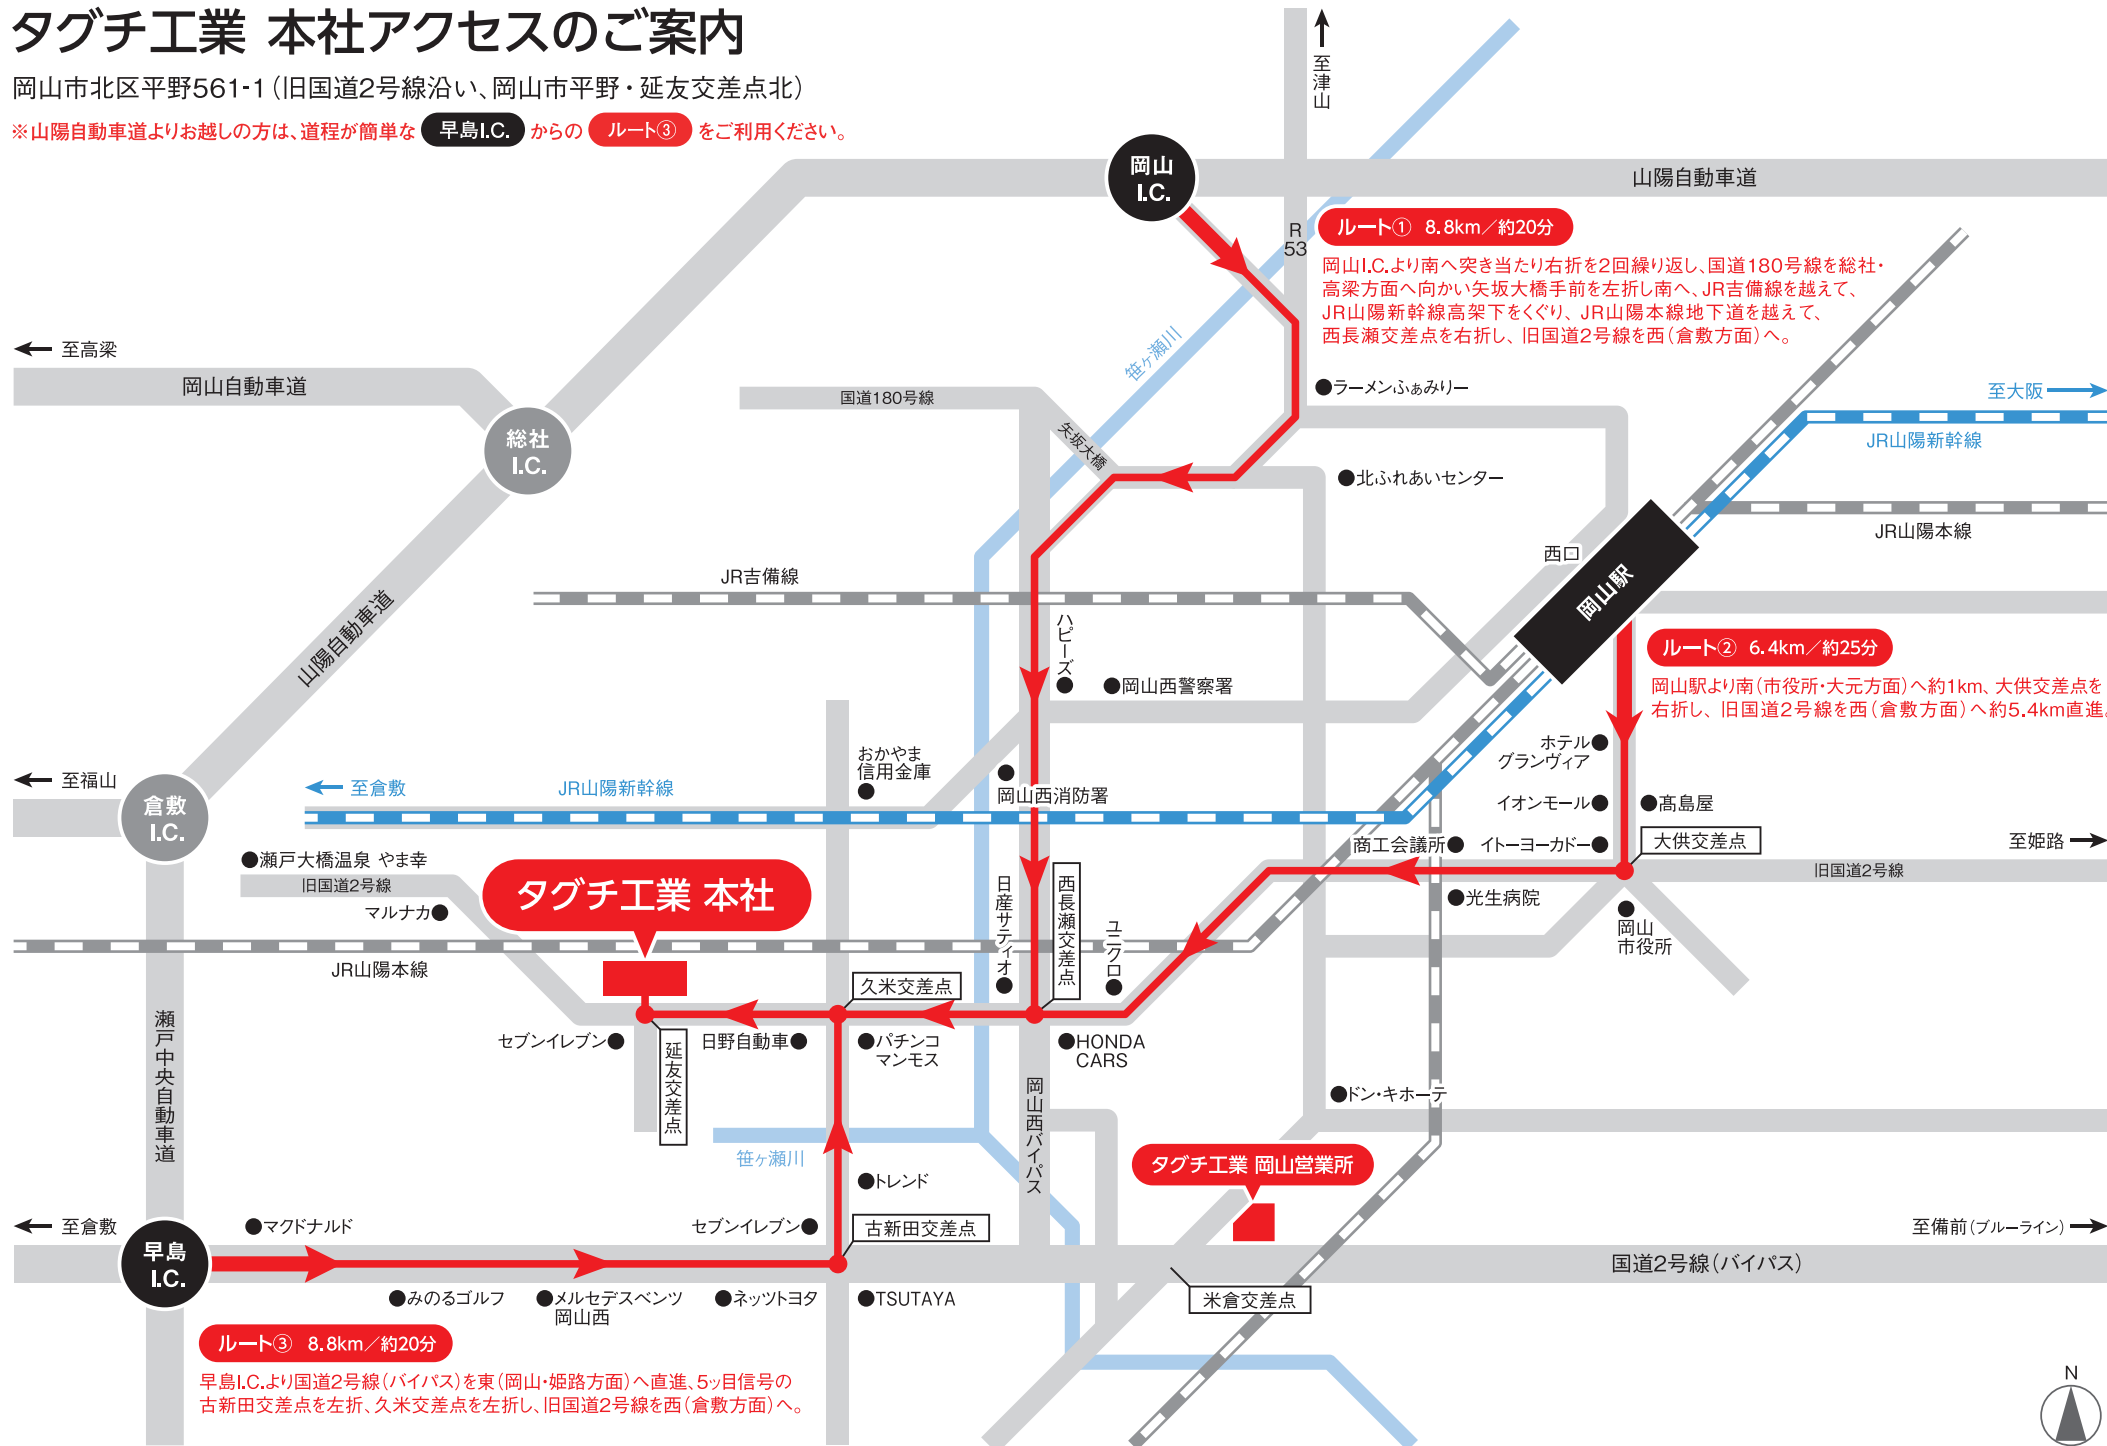 タグチ工業 本社アクセスのご案内
岡山市北区平野561-1（旧国道2号線沿い、岡山市平野・延友交差点北）
※山陽自動車道よりお越しの方は、道程が簡単な 早島I.C. からの ルート③ をご利用ください。
至津山
岡山
I.C.
山陽自動車道
R
53
ルート① 8.8km／約20分
岡山I.C.より南へ突き当たり右折を2回繰り返し、国道180号線を総社・
高梁方面へ向かい矢坂大橋手前を左折し南へ、JR吉備線を越えて、
JR山陽新幹線高架下をくぐり、JR山陽本線地下道を越えて、
西長瀬交差点を右折し、旧国道2号線を西（倉敷方面）へ。
笹ヶ瀬川
至高梁
岡山自動車道
国道180号線
●ラーメンふぁみりー
至大阪
JR山陽新幹線
総社
I.C.
矢坂大橋
●北ふれあいセンター
JR山陽本線
西口
岡山駅
JR吉備線
山陽自動車道
ハピーズ●
●岡山西警察署
ルート② 6.4km／約25分
岡山駅より南（市役所・大元方面）へ約1km、大供交差点を
右折し、旧国道2号線を西（倉敷方面）へ約5.4km直進。
ホテル●
グランヴィア
至福山
倉敷
I.C.
至倉敷
JR山陽新幹線
おかやま
信用金庫
●
●
岡山西消防署
イオンモール●
●髙島屋
商工会議所●
イトーヨーカドー●
大供交差点
至姫路
●瀬戸大橋温泉 やま幸
旧国道2号線
マルナカ●
タグチ工業 本社
日産サティオ●
西長瀬交差点
ユニクロ●
旧国道2号線
●光生病院
●
岡山
市役所
JR山陽本線
久米交差点
瀬戸中央自動車道
セブンイレブン●
延友交差点
日野自動車●
●パチンコ
マンモス
●HONDA
CARS
岡山西バイパス
●ドン・キホーテ
笹ヶ瀬川
タグチ工業 岡山営業所
●トレンド
至倉敷
●マクドナルド
セブンイレブン●
古新田交差点
至備前（ブルーライン）
早島
I.C.
国道2号線（バイパス）
●みのるゴルフ
●メルセデスベンツ
岡山西
●ネッツトヨタ
●TSUTAYA
米倉交差点
ルート③ 8.8km／約20分
早島I.C.より国道2号線（バイパス）を東（岡山・姫路方面）へ直進、5ッ目信号の
古新田交差点を左折、久米交差点を左折し、旧国道2号線を西（倉敷方面）へ。
N